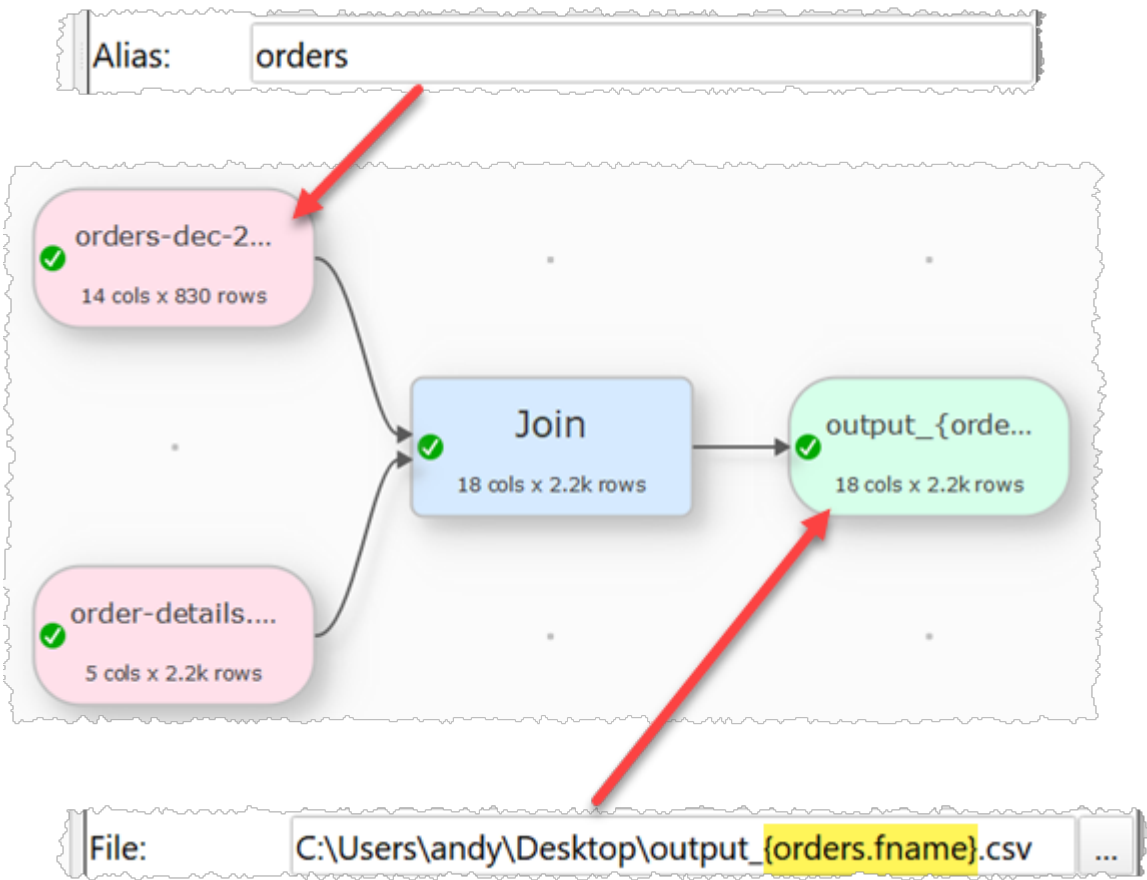 Alias: orders
orders-dec-2...
14 cols x 830 rows
Join
18 cols x 2.2k rows
output_{orde...
18 cols x 2.2k rows
order-details....
5 cols x 2.2k rows
File: C:\Users\andy\Desktop\output_{orders.fname}.csv ...